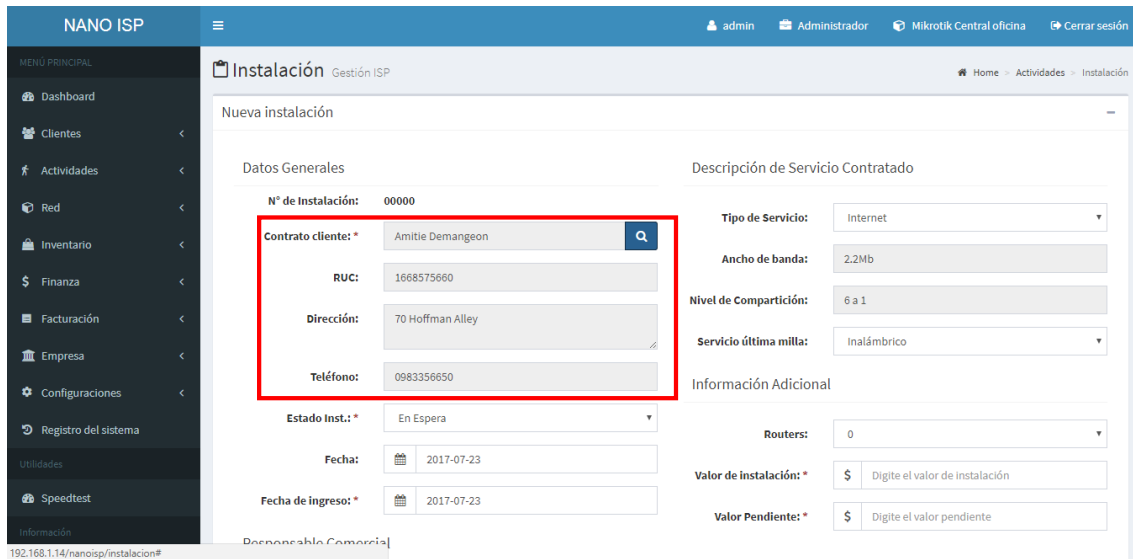 NANO ISP
admin Administrador Mikrotik Central oficina Cerrar sesión
MENÚ PRINCIPAL
Dashboard
Clientes
Actividades
Red
Inventario
$ Finanza
Facturación
Empresa
Configuraciones
Registro del sistema
Utilidades
Speedtest
Información
Instalación Gestión ISP
Home > Actividades > Instalación
Nueva instalación
Datos Generales
N° de Instalación: 00000
Contrato cliente: * Amitie Demangeon
RUC: 1668575660
Dirección: 70 Hoffman Alley
Teléfono: 0983356650
Estado Inst.: * En Espera
Fecha: 2017-07-23
Fecha de ingreso: * 2017-07-23
Responsable Comercial
Descripción de Servicio Contratado
Tipo de Servicio: Internet
Ancho de banda: 2.2Mb
Nivel de Compartición: 6 a 1
Servicio última milla: Inalámbrico
Información Adicional
Routers: 0
Valor de instalación: * $ Digite el valor de instalación
Valor Pendiente: * $ Digite el valor pendiente
192.168.1.14/nanoisp/instalacion#